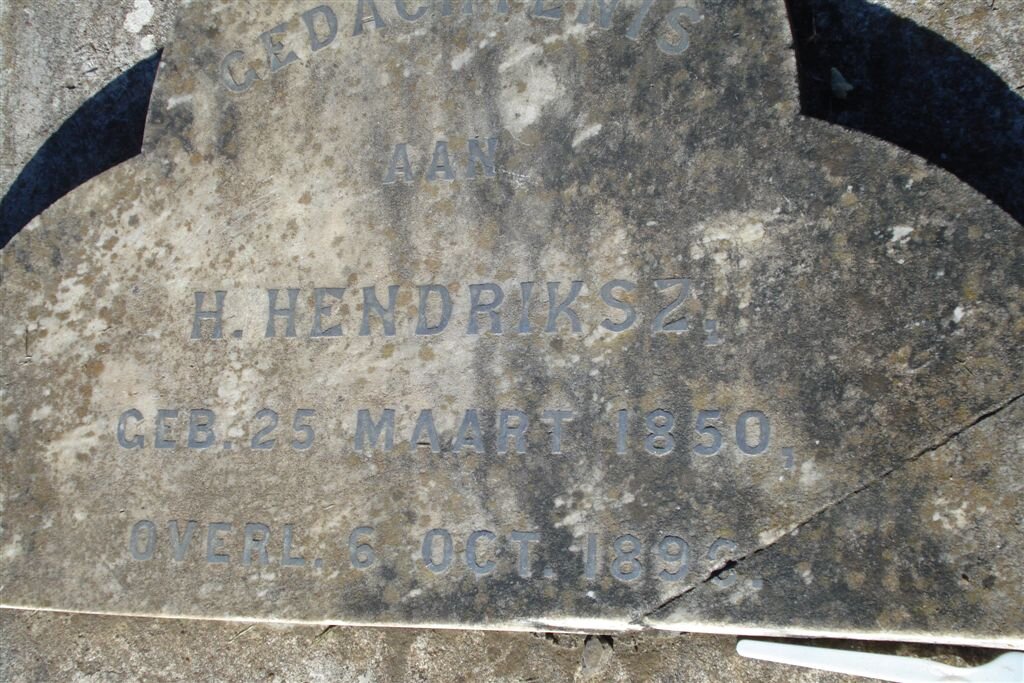 GEDACHTENIS
AAN
H. HENDRIKSZ,
GEB. 25 MAART 1850,
OVERL. 6 OCT.